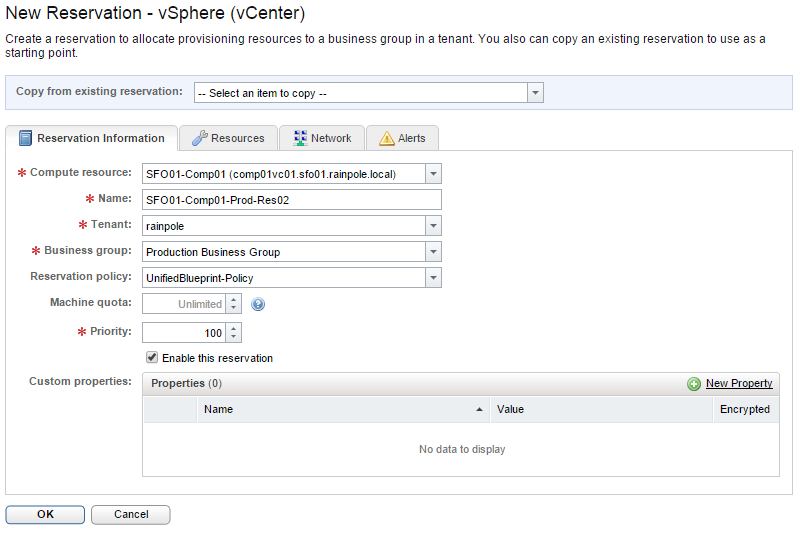 New Reservation - vSphere (vCenter)
Create a reservation to allocate provisioning resources to a business group in a tenant. You also can copy an existing reservation to use as a
starting point.
Copy from existing reservation: -- Select an item to copy --
Reservation Information Resources Network Alerts
* Compute resource: SFO01-Comp01 (comp01vc01.sfo01.rainpole.local)
* Name: SFO01-Comp01-Prod-Res02
* Tenant: rainpole
* Business group: Production Business Group
Reservation policy: UnifiedBlueprint-Policy
Machine quota: Unlimited ?
* Priority: 100
Enable this reservation
Custom properties: Properties (0) New Property
Name Value Encrypted
No data to display
OK Cancel